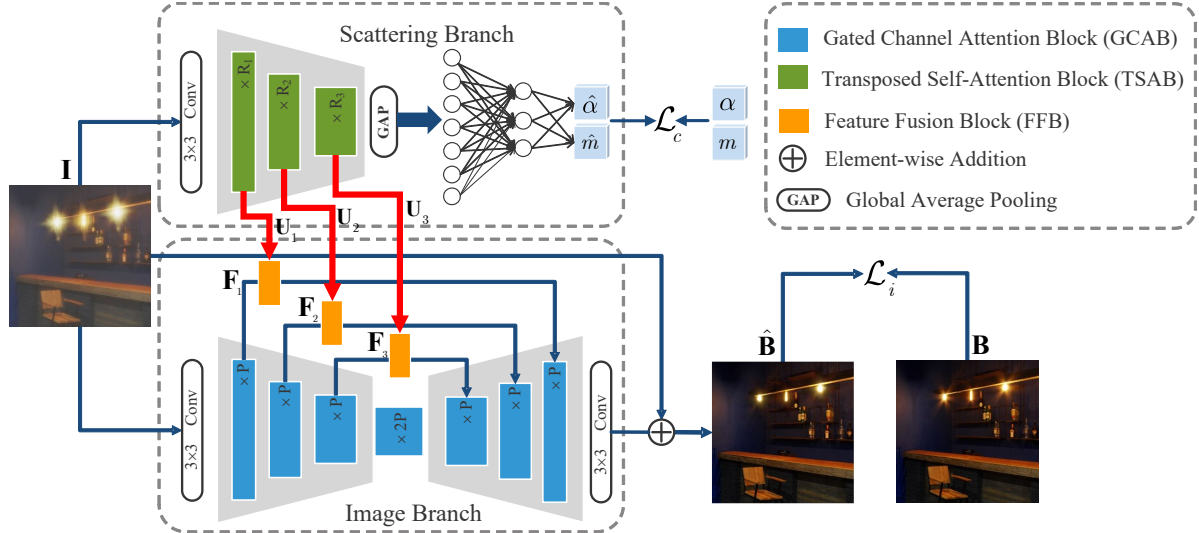 Scattering Branch
3×3 Conv
× R₁
× R₂
× R₃
GAP
α̂
m̂
ℒc
α
m
Gated Channel Attention Block (GCAB)
Transposed Self-Attention Block (TSAB)
Feature Fusion Block (FFB)
Element-wise Addition
GAP
Global Average Pooling
I
U₁
U₂
U₃
F₁
F₂
F₃
3×3 Conv
× P
× P
× P
× 2P
× P
× P
× P
3×3 Conv
Image Branch
ℒi
B̂
B